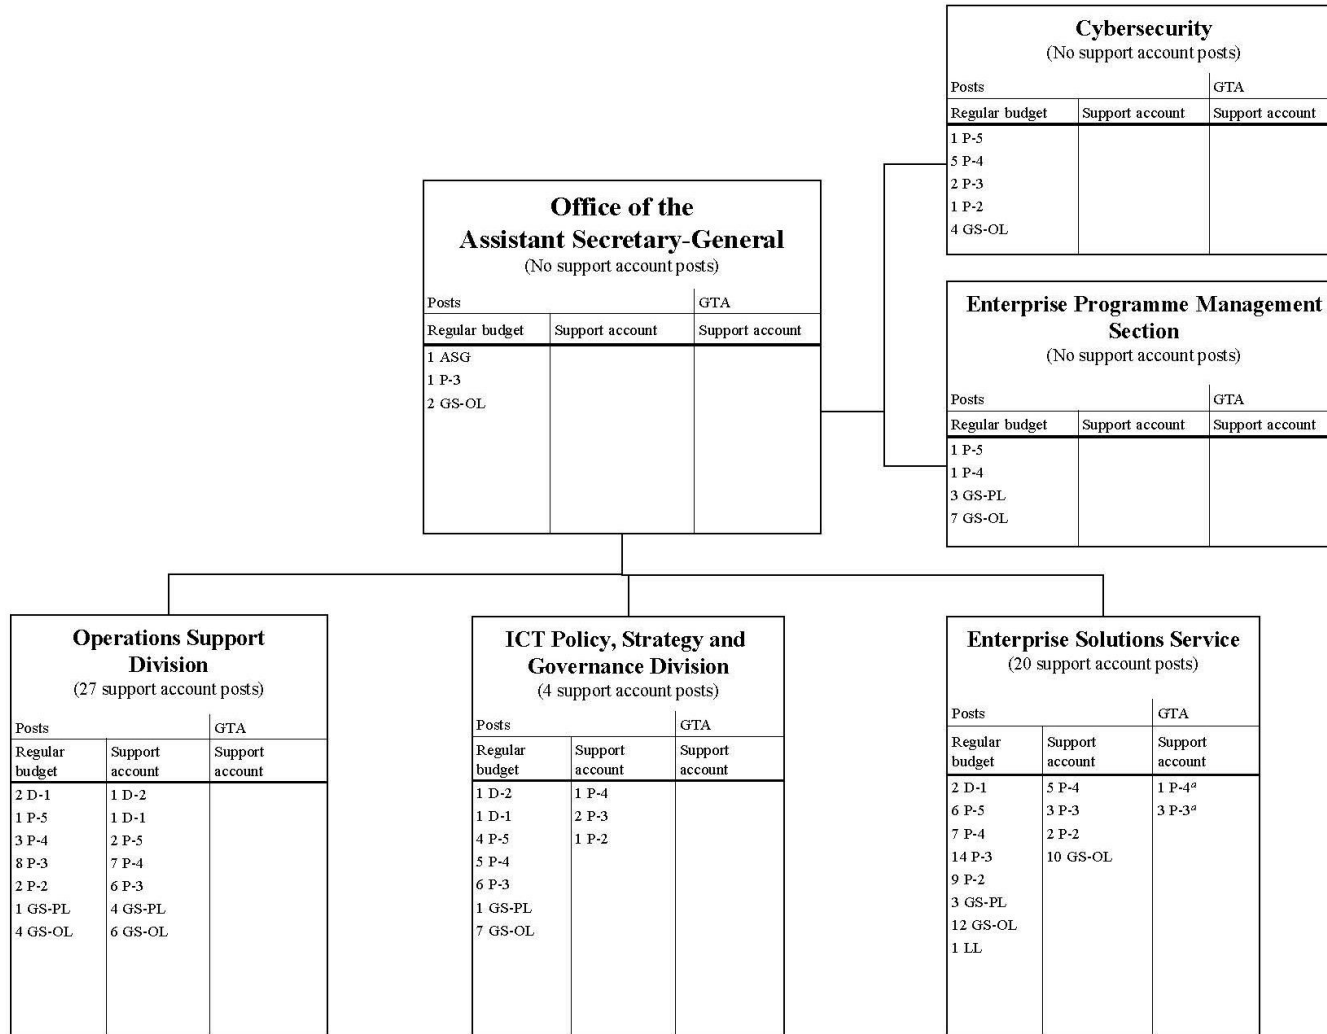 Cybersecurity
(No support account posts)
Posts GTA
Regular budget Support account Support account
1 P-5
5 P-4
2 P-3
1 P-2
4 GS-OL
Office of the
Assistant Secretary-General
(No support account posts)
Posts GTA
Regular budget Support account Support account
1 ASG
1 P-3
2 GS-OL
Enterprise Programme Management
Section
(No support account posts)
Posts GTA
Regular budget Support account Support account
1 P-5
1 P-4
3 GS-PL
7 GS-OL
Operations Support
Division
(27 support account posts)
Posts GTA
Regular Support Support
budget account account
2 D-1 1 D-2
1 P-5 1 D-1
3 P-4 2 P-5
8 P-3 7 P-4
2 P-2 6 P-3
1 GS-PL 4 GS-PL
4 GS-OL 6 GS-OL
ICT Policy, Strategy and
Governance Division
(4 support account posts)
Posts GTA
Regular Support Support
budget account account
1 D-2 1 P-4
1 D-1 2 P-3
4 P-5 1 P-2
5 P-4
6 P-3
1 GS-PL
7 GS-OL
Enterprise Solutions Service
(20 support account posts)
Posts GTA
Regular Support Support
budget account account
2 D-1 5 P-4 1 P-4ᵃ
6 P-5 3 P-3 3 P-3ᵃ
7 P-4 2 P-2
14 P-3 10 GS-OL
9 P-2
3 GS-PL
12 GS-OL
1 LL